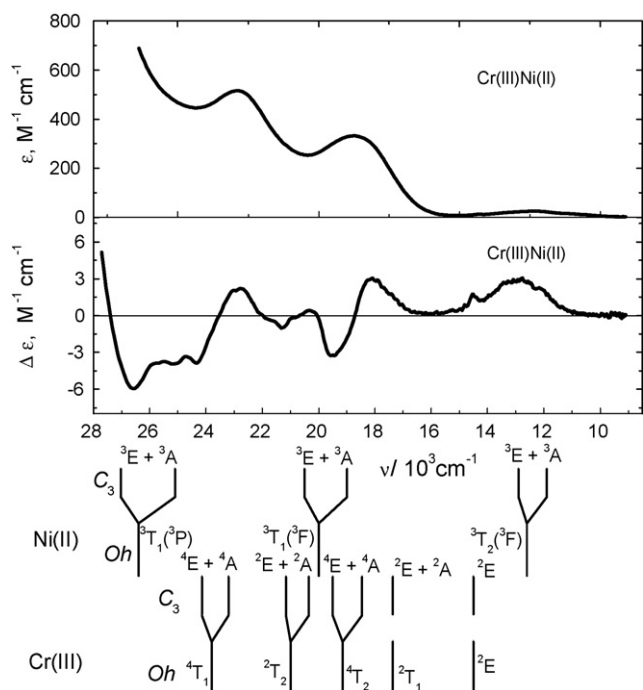 800
600
400
200
0
ε, M⁻¹ cm⁻¹
Cr(III)Ni(II)
6
3
0
-3
-6
Δ ε, M⁻¹ cm⁻¹
Cr(III)Ni(II)
28 26 24 22 20 18 16 14 12 10
ν/ 10³cm⁻¹
³E + ³A ³E + ³A ³E + ³A
C₃
Ni(II)
Oh ³T₁(³P) ³T₁(³F) ³T₂(³F)
⁴E + ⁴A ²E + ²A ⁴E + ⁴A ²E + ²A ²E
C₃
Cr(III)
Oh ⁴T₁ ²T₂ ⁴T₂ ²T₁ ²E